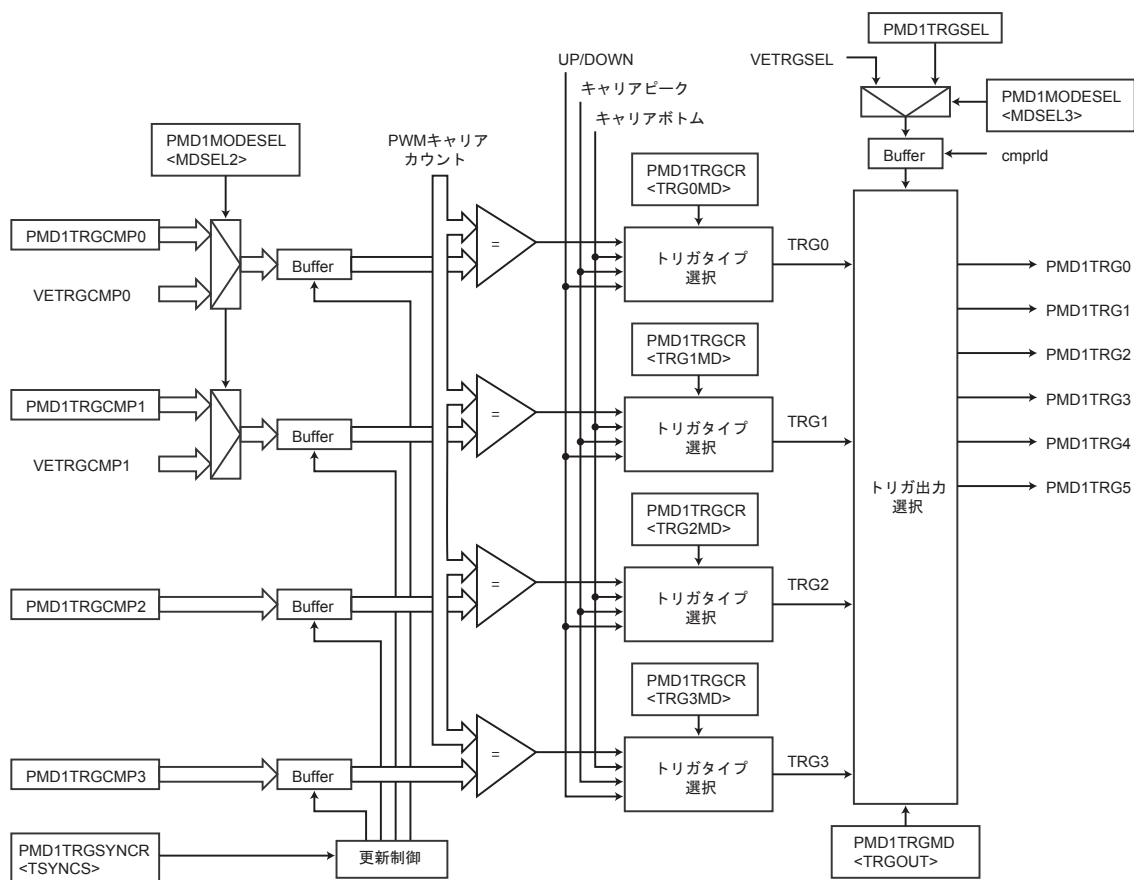 PMD1TRGSEL
UP/DOWN
VETRGSEL
キャリアピーク
PMD1MODESEL
<MDSEL3>
キャリアボトム
PMD1MODESEL
<MDSEL2>
PWMキャリア
カウント
Buffer
cmprld
PMD1TRGCR
<TRG0MD>
PMD1TRGCMP0
=
トリガタイプ
選択
TRG0
Buffer
VETRGCMP0
PMD1TRG0
PMD1TRG1
PMD1TRGCR
<TRG1MD>
PMD1TRG2
PMD1TRGCMP1
=
トリガタイプ
選択
TRG1
PMD1TRG3
Buffer
PMD1TRG4
VETRGCMP1
トリガ出力
選択
PMD1TRG5
PMD1TRGCR
<TRG2MD>
PMD1TRGCMP2
Buffer
=
トリガタイプ
選択
TRG2
PMD1TRGCR
<TRG3MD>
PMD1TRGCMP3
Buffer
=
トリガタイプ
選択
TRG3
PMD1TRGSYNCR
<TSYNCS>
更新制御
PMD1TRGMD
<TRGOUT>